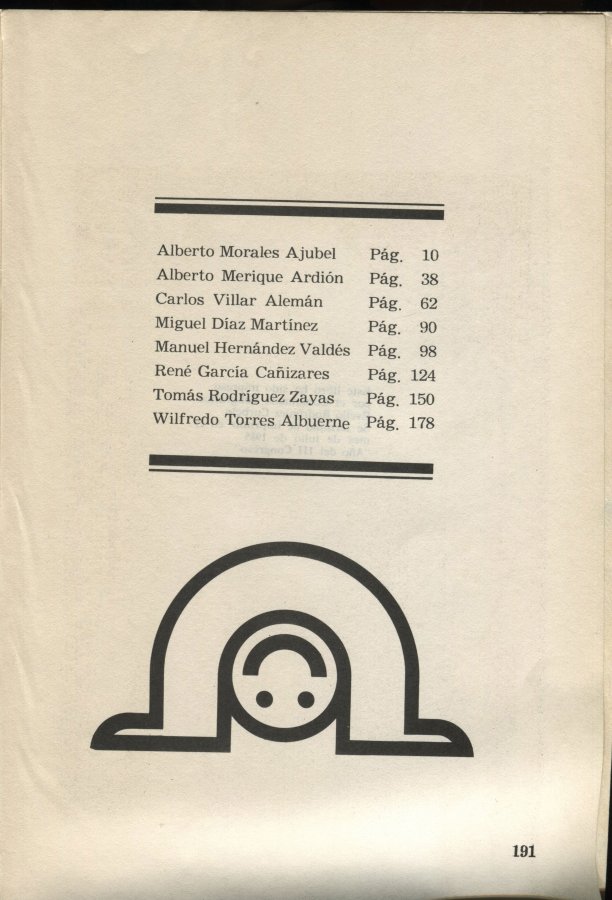 Alberto Morales Ajubel Pág. 10
Alberto Merique Ardión Pág. 38
Carlos Villar Alemán Pág. 62
Miguel Díaz Martínez Pág. 90
Manuel Hernández Valdés Pág. 98
René García Cañizares Pág. 124
Tomás Rodríguez Zayas Pág. 150
Wilfredo Torres Albuerne Pág. 178
191